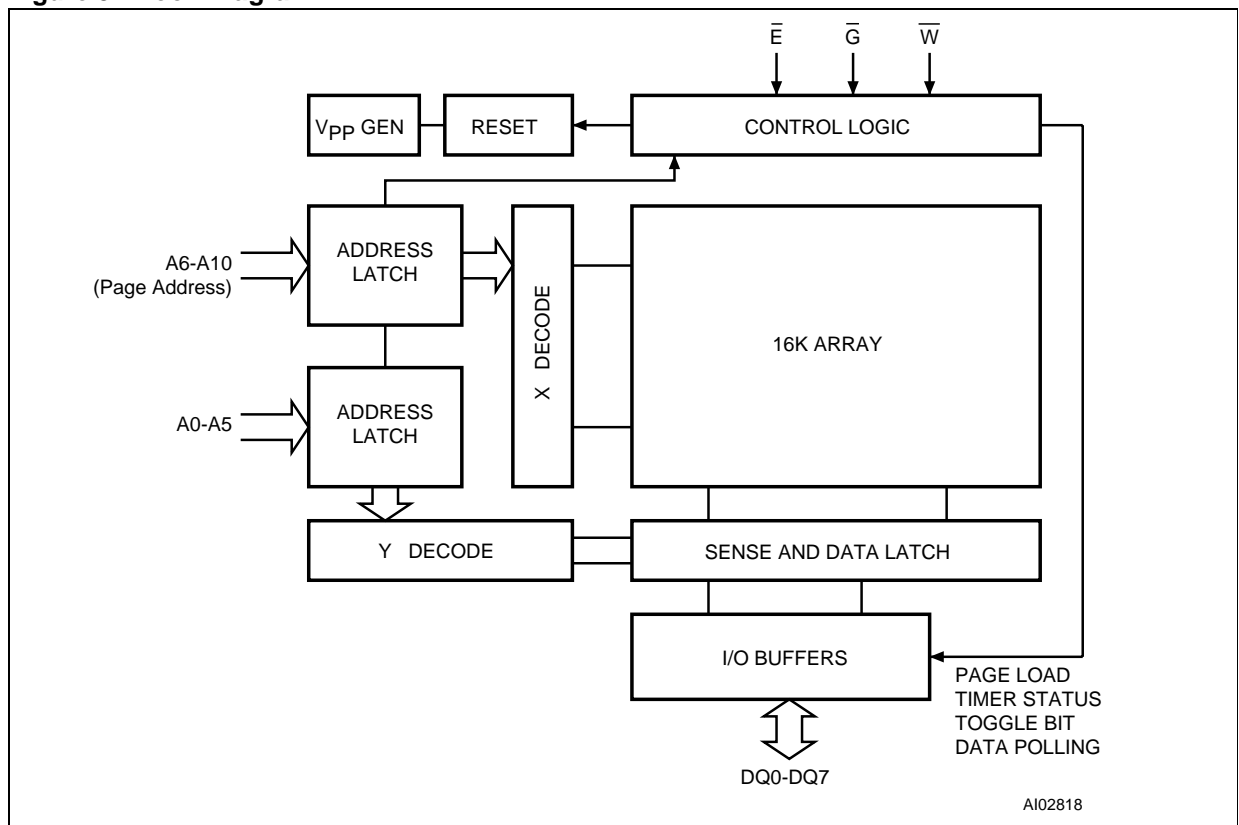 E̅ G̅ W̅
VPP GEN
RESET
CONTROL LOGIC
A6-A10
(Page Address)
ADDRESS
LATCH
X DECODE
16K ARRAY
A0-A5
ADDRESS
LATCH
Y DECODE
SENSE AND DATA LATCH
I/O BUFFERS
PAGE LOAD
TIMER STATUS
TOGGLE BIT
DATA POLLING
DQ0-DQ7
AI02818